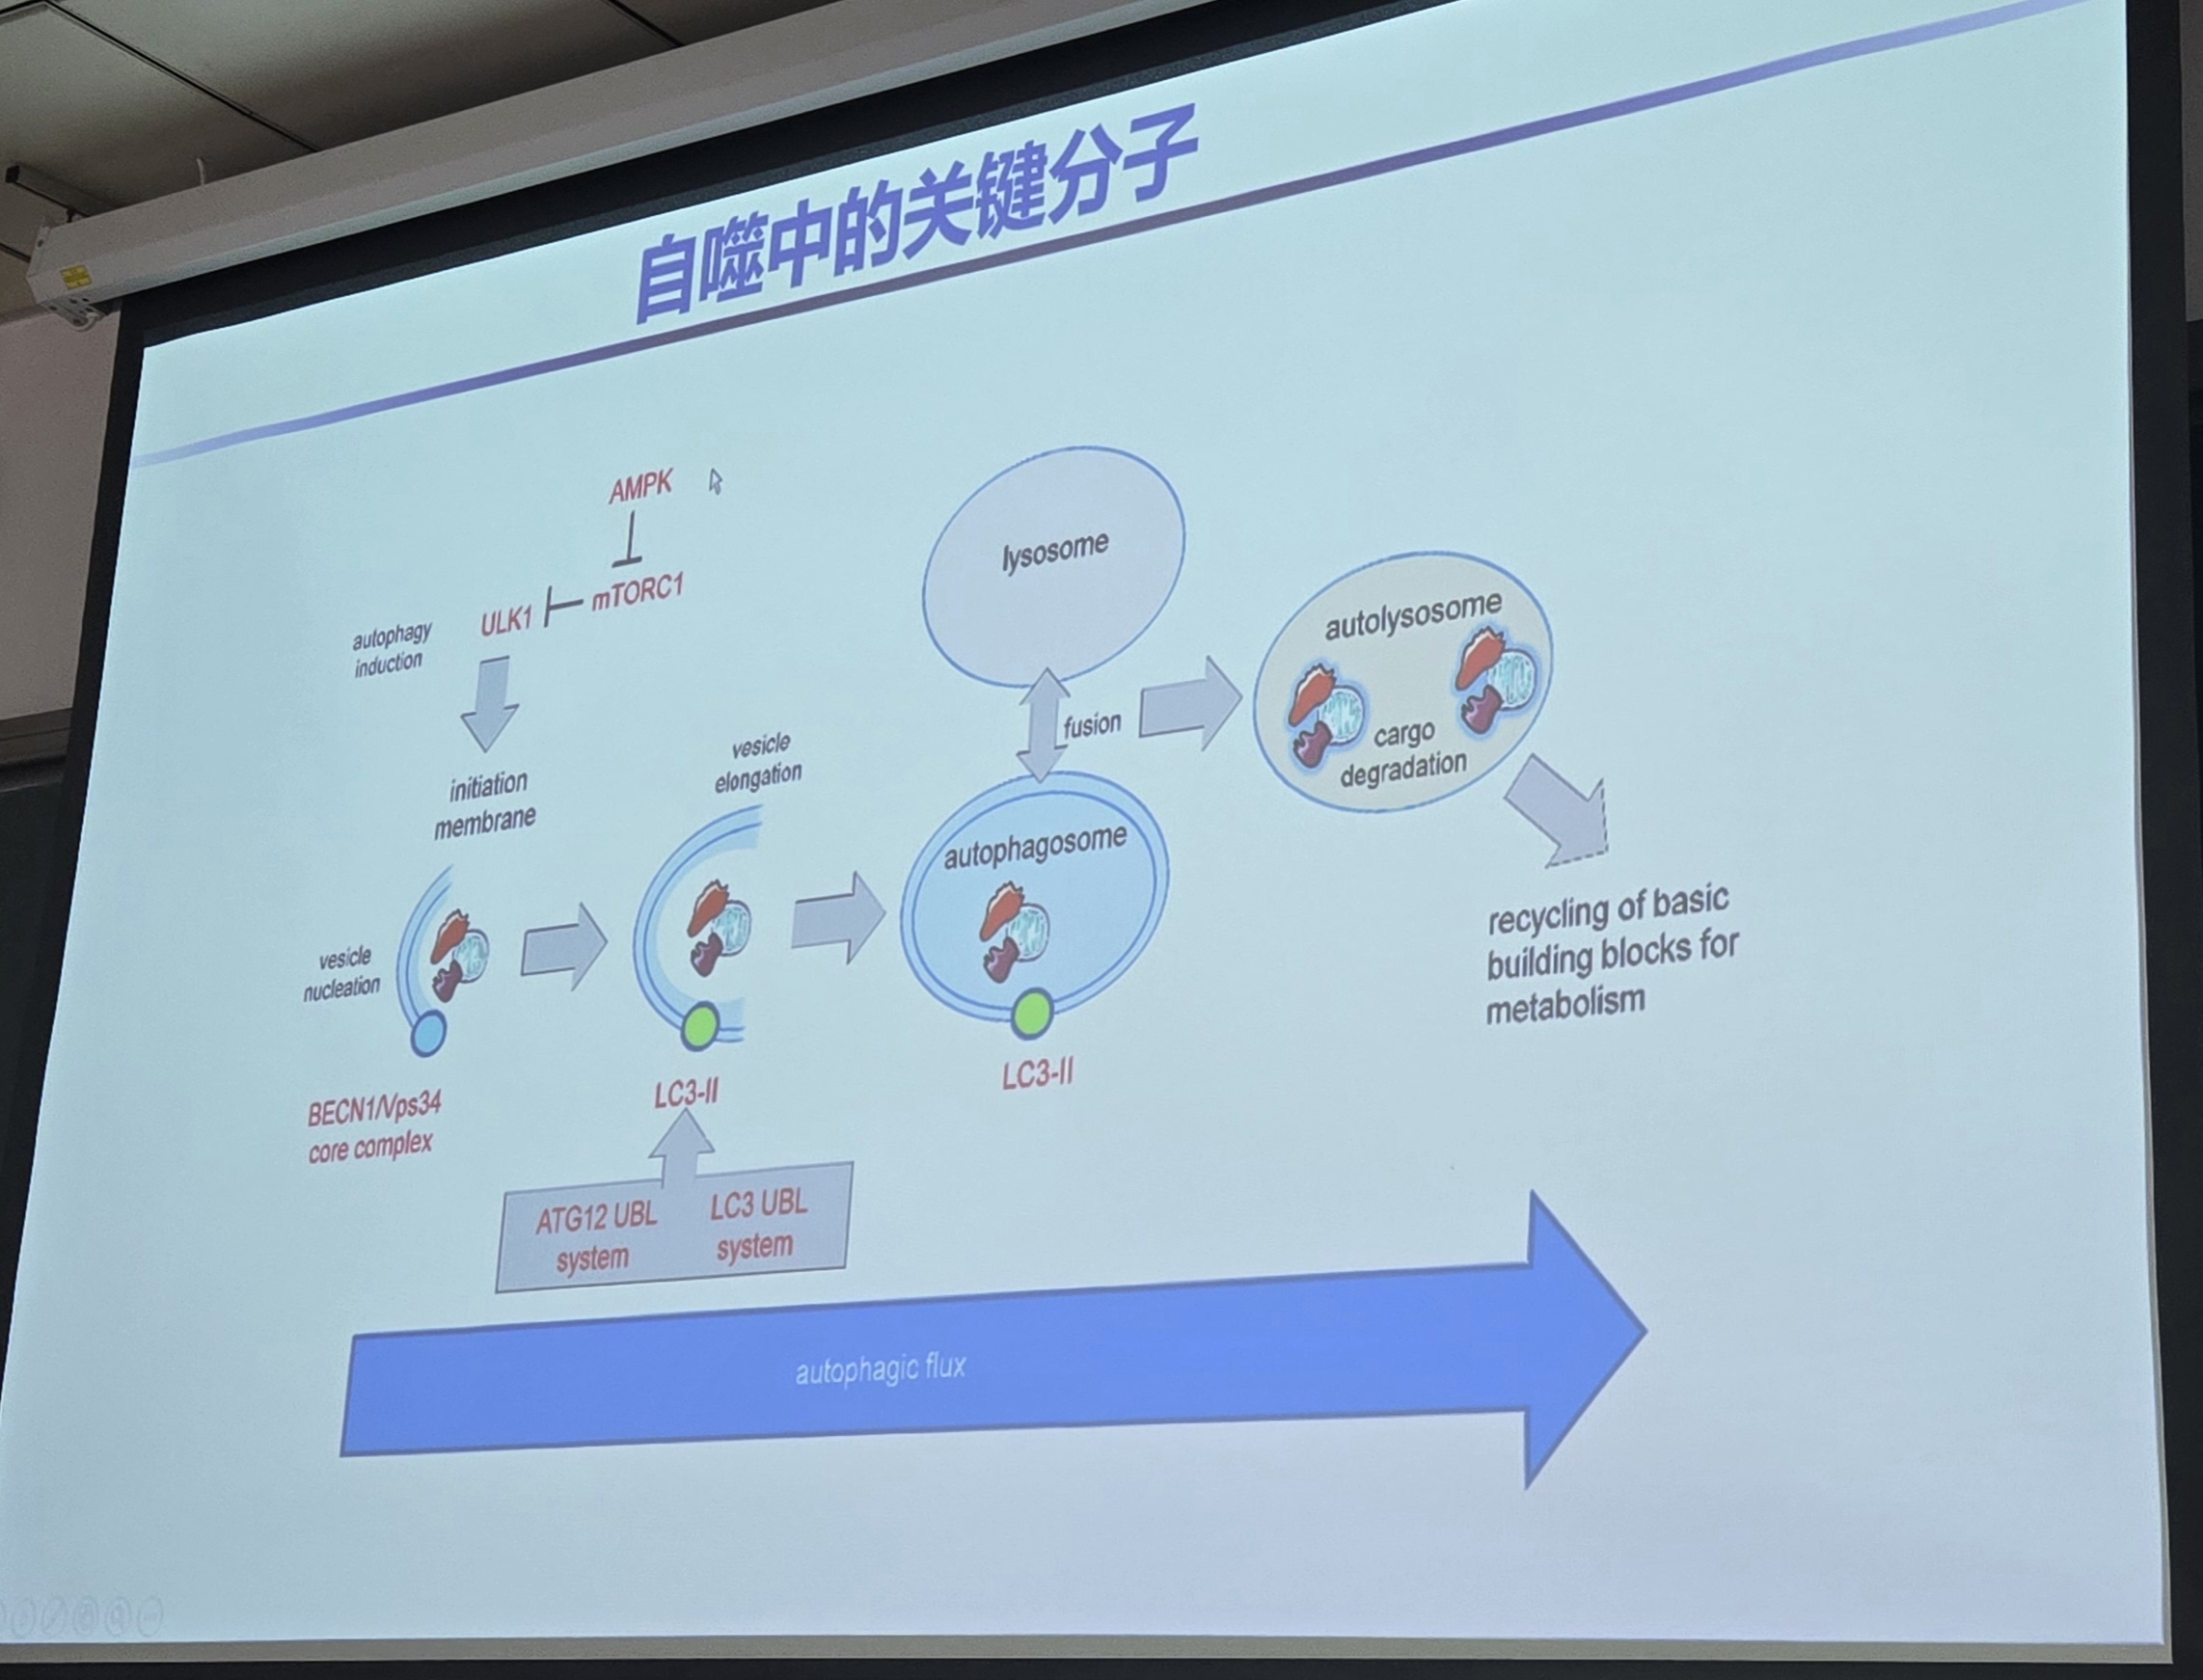 自噬中的关键分子
AMPK
mTORC1
ULK1
autophagy
induction
initiation
membrane
vesicle
nucleation
BECN1/Vps34
core complex
vesicle
elongation
LC3-II
ATG12 UBL
system
LC3 UBL
system
lysosome
fusion
autophagosome
LC3-II
autolysosome
cargo
degradation
recycling of basic
building blocks for
metabolism
autophagic flux